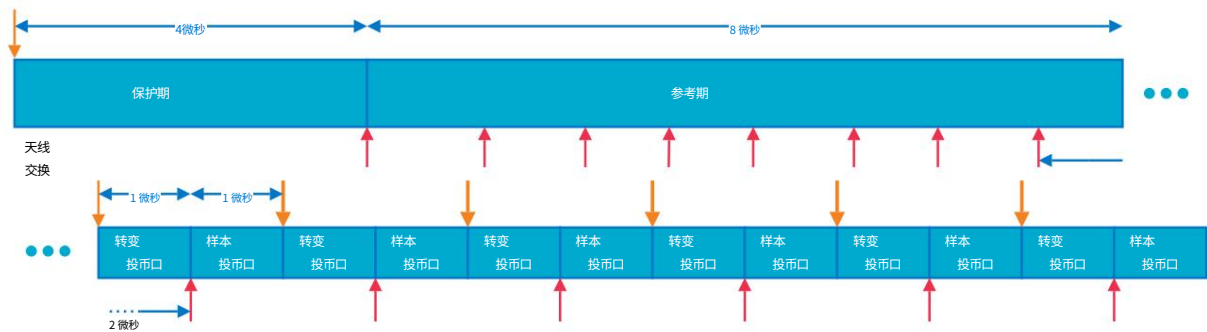 4微秒
8 微秒
保护期
参考期
天线
交换
1 微秒
1 微秒
转变
投币口
样本
投币口
转变
投币口
样本
投币口
转变
投币口
样本
投币口
转变
投币口
样本
投币口
转变
投币口
样本
投币口
转变
投币口
样本
投币口
2 微秒